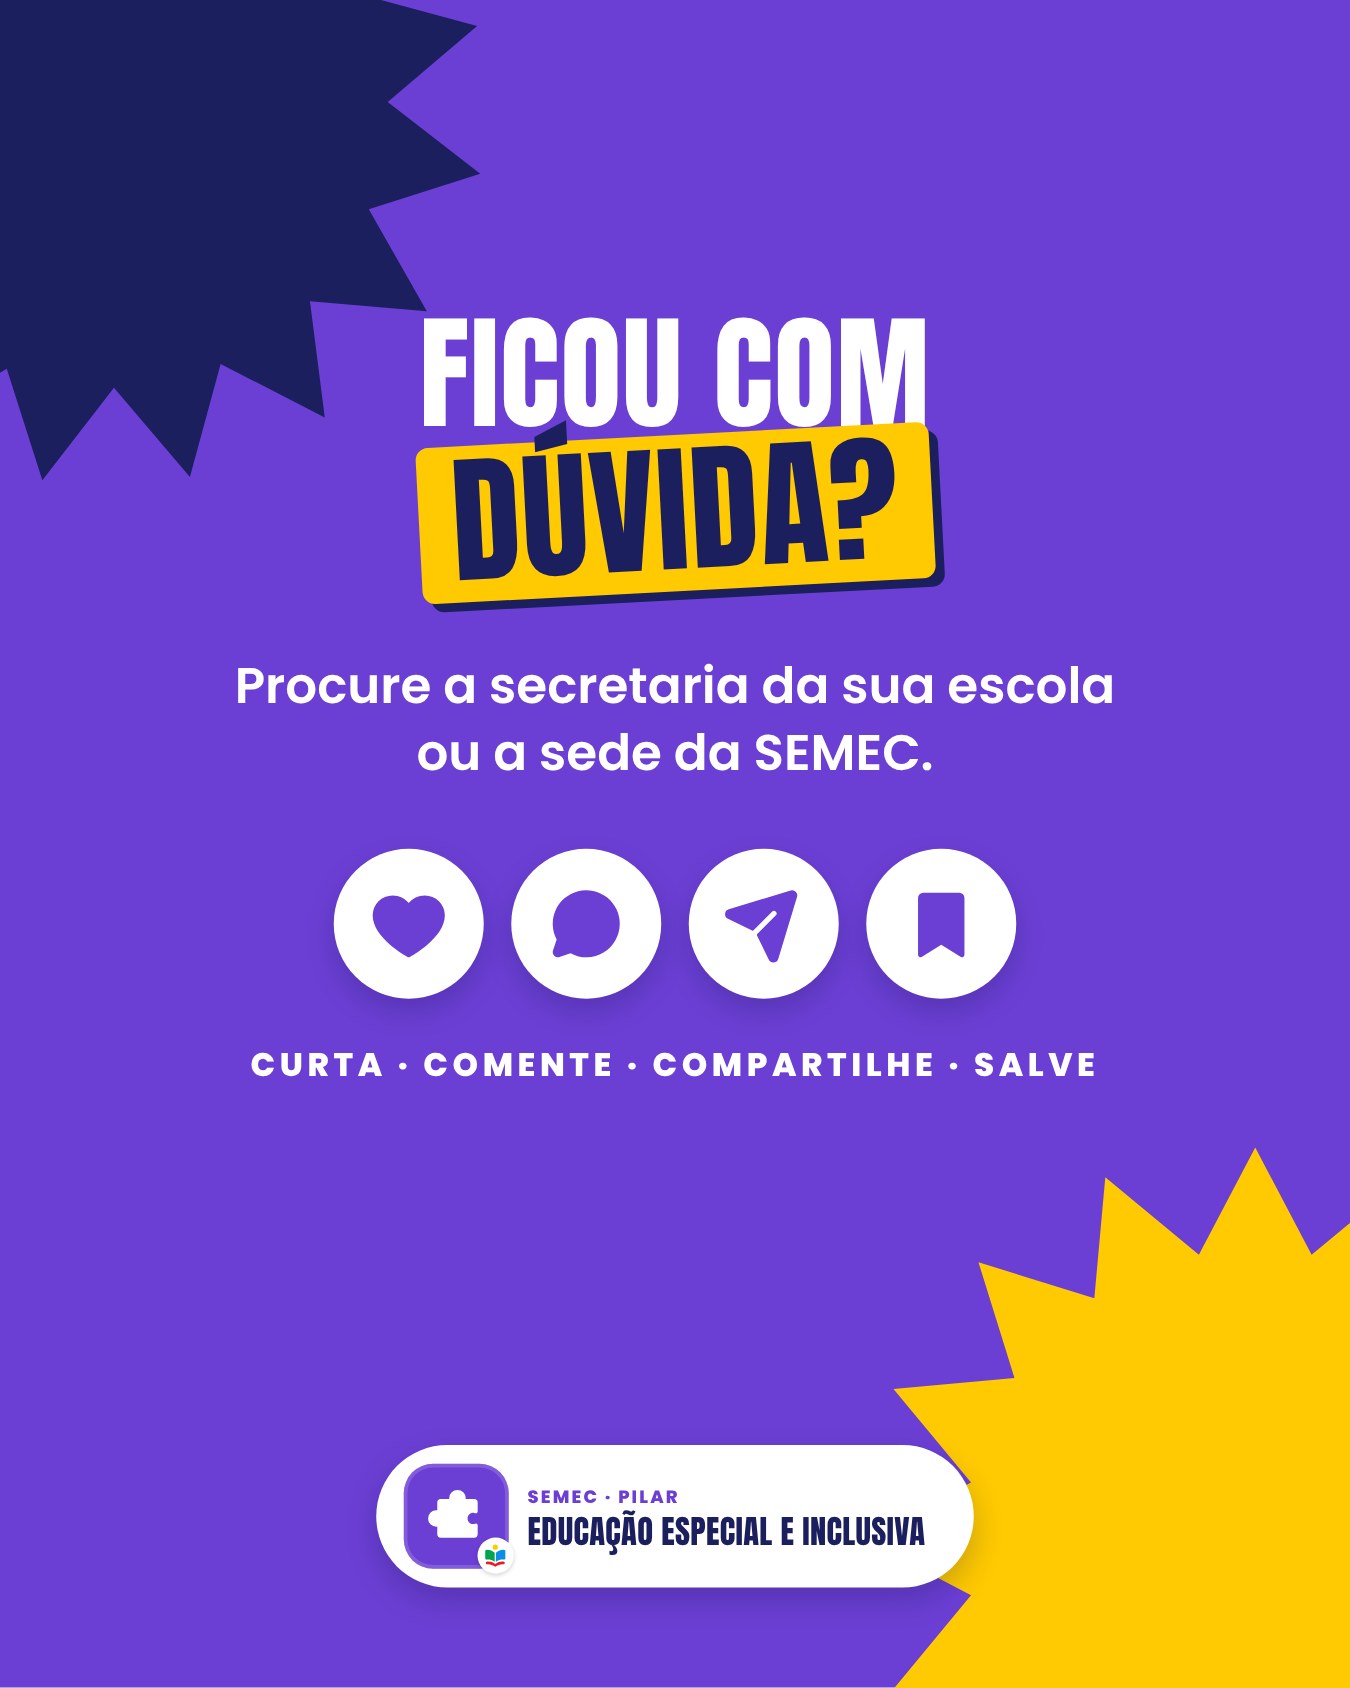 FICOU COM
DÚVIDA?
Procure a secretaria da sua escola
ou a sede da SEMEC.
CURTA · COMENTE · COMPARTILHE · SALVE
SEMEC · PILAR
EDUCAÇÃO ESPECIAL E INCLUSIVA